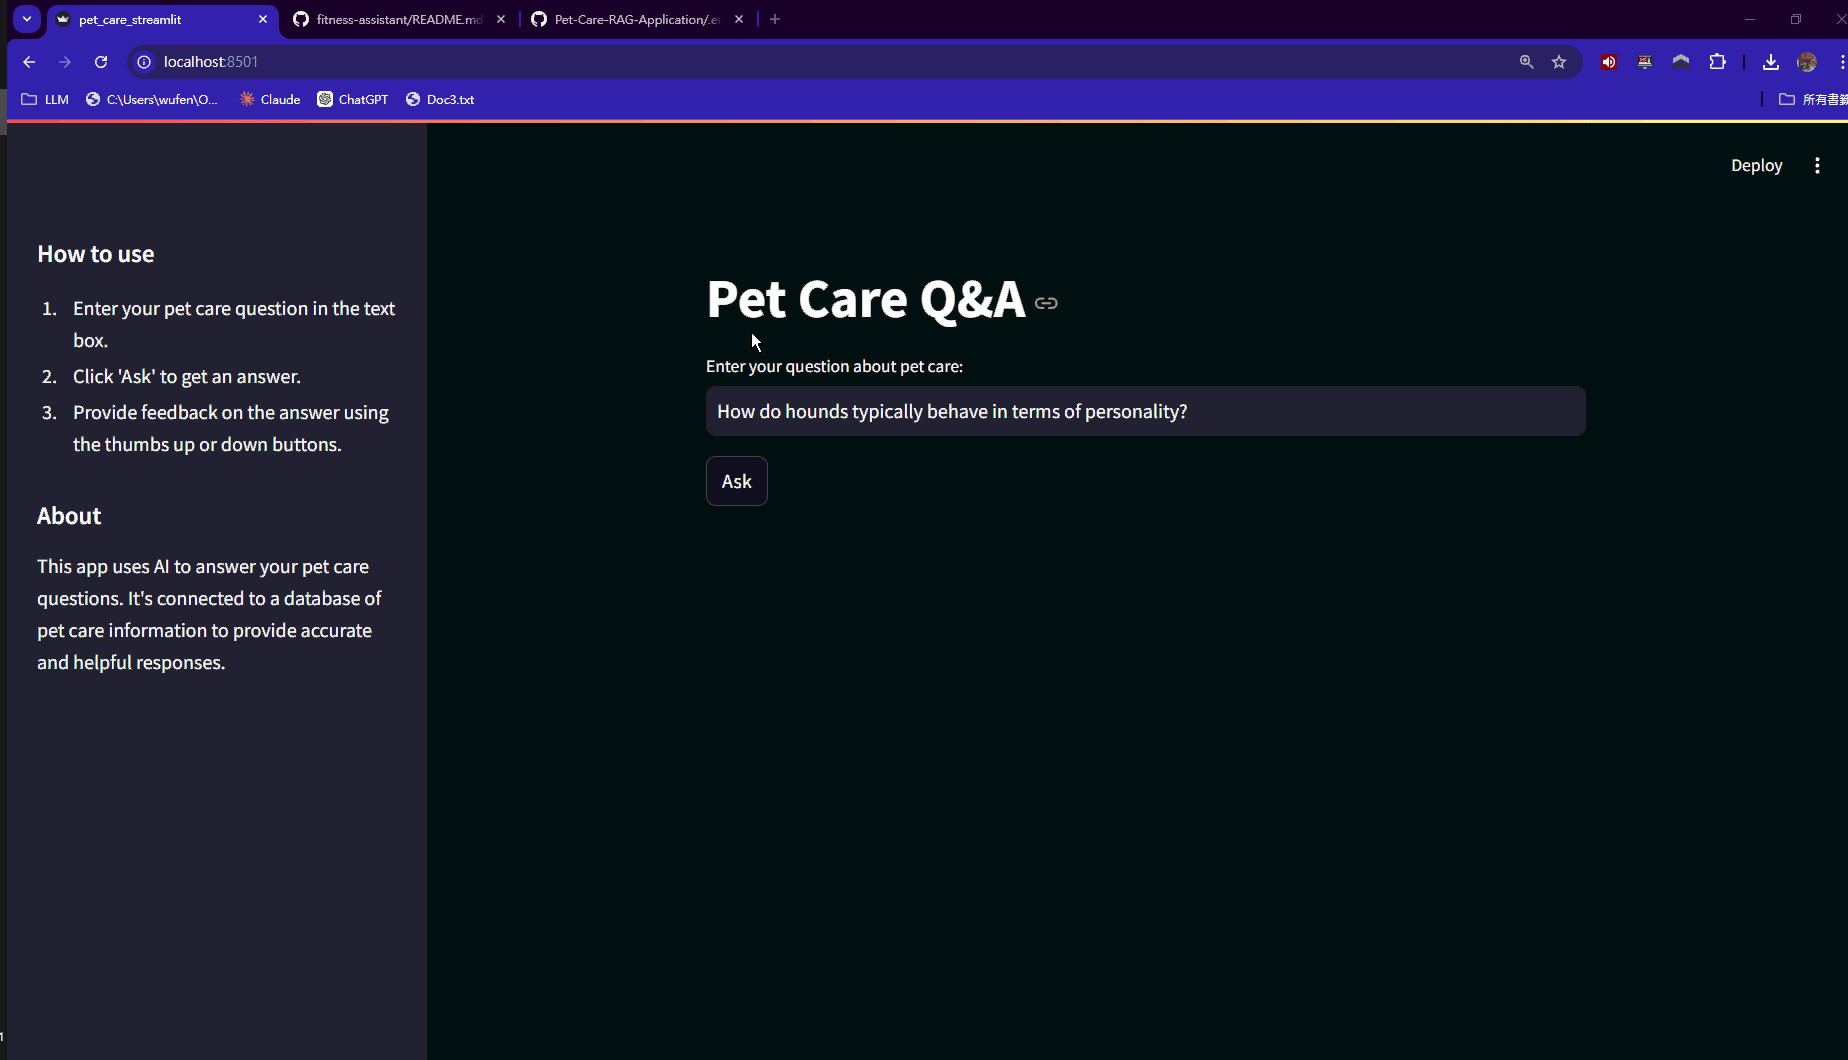 pet_care_streamlit
fitness-assistant/README.md
Pet-Care-RAG-Application/.e
localhost:8501
LLM
C:\Users\wufen\O...
Claude
ChatGPT
Doc3.txt
所有書籤
Deploy
How to use
1. Enter your pet care question in the text
box.
2. Click 'Ask' to get an answer.
3. Provide feedback on the answer using
the thumbs up or down buttons.
About
This app uses AI to answer your pet care
questions. It's connected to a database of
pet care information to provide accurate
and helpful responses.
Pet Care Q&A
Enter your question about pet care:
How do hounds typically behave in terms of personality?
Ask